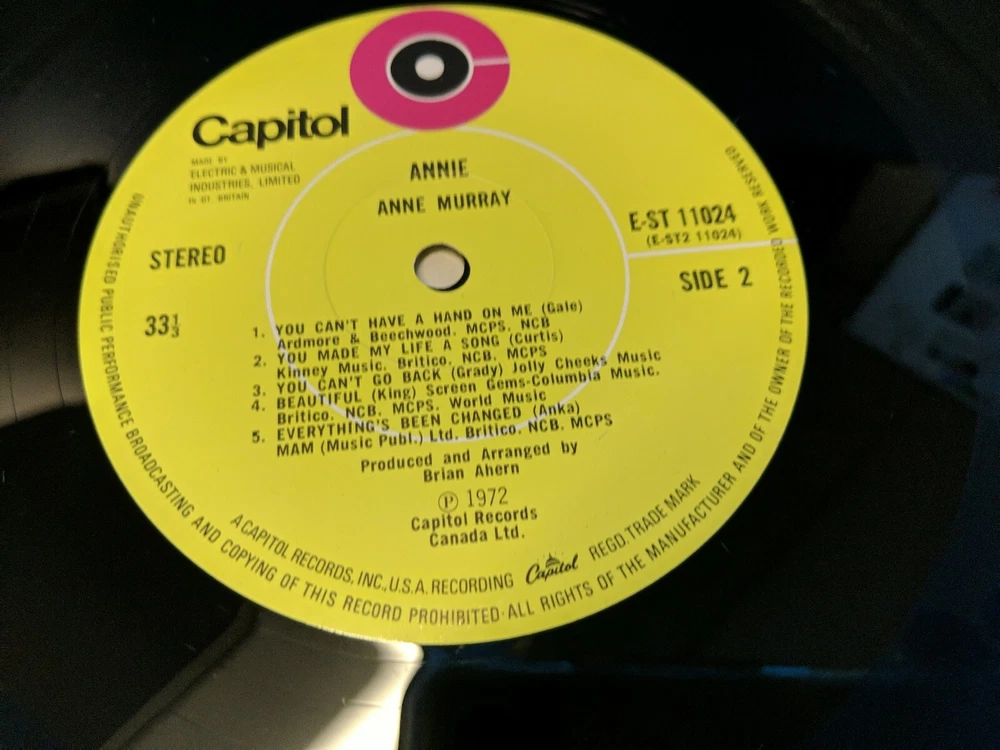 Capitol
MADE BY
ELECTRIC & MUSICAL
INDUSTRIES, LIMITED
IN GT. BRITAIN
ANNIE
ANNE MURRAY
STEREO
33⅓
E-ST 11024
(E-ST2 11024)
SIDE 2
1. YOU CAN'T HAVE A HAND ON ME (Gale)
Ardmore & Beechwood. MCPS. NCB
2. YOU MADE MY LIFE A SONG (Curtis)
Kinney Music. Britico. NCB. MCPS
3. YOU CAN'T GO BACK (Grady) Jolly Cheeks Music
4. BEAUTIFUL (King) Screen Gems-Columbia Music.
Britico. NCB. MCPS. World Music
5. EVERYTHING'S BEEN CHANGED (Anka)
MAM (Music Publ.) Ltd. Britico. NCB. MCPS
Produced and Arranged by
Brian Ahern
Ⓟ 1972
Capitol Records
Canada Ltd.
A CAPITOL RECORDS, INC., U.S.A. RECORDING Capitol REGD. TRADE MARK
UNAUTHORISED PUBLIC PERFORMANCE BROADCASTING AND COPYING OF THIS RECORD PROHIBITED·ALL RIGHTS OF THE MANUFACTURER AND OF THE OWNER OF THE RECORDED WORK RESERVED